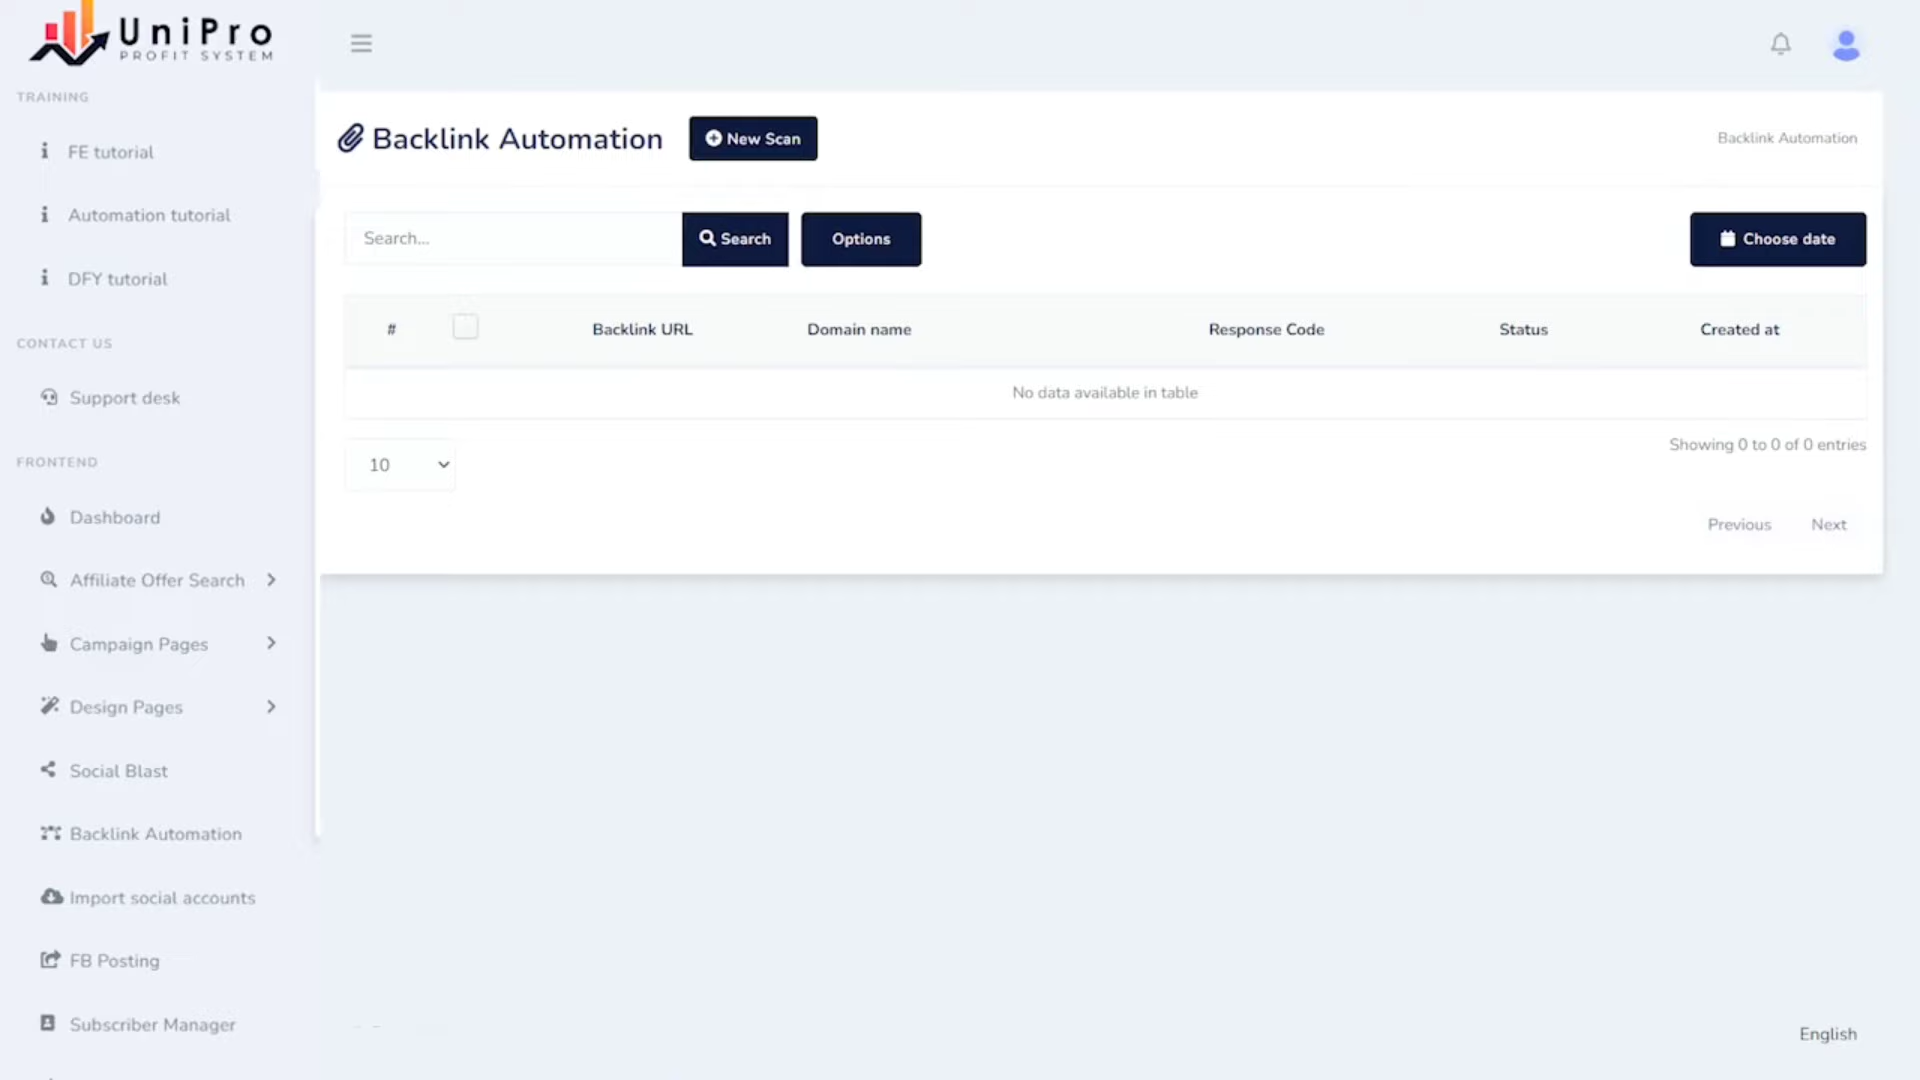 UniPro
PROFIT SYSTEM
TRAINING
FE tutorial
Automation tutorial
DFY tutorial
CONTACT US
Support desk
FRONTEND
Dashboard
Affiliate Offer Search
Campaign Pages
Design Pages
Social Blast
Backlink Automation
Import social accounts
FB Posting
Subscriber Manager
Backlink Automation
New Scan
Backlink Automation
Search...
Search
Options
Choose date
# Backlink URL Domain name Response Code Status Created at
No data available in table
10
Showing 0 to 0 of 0 entries
Previous Next
English